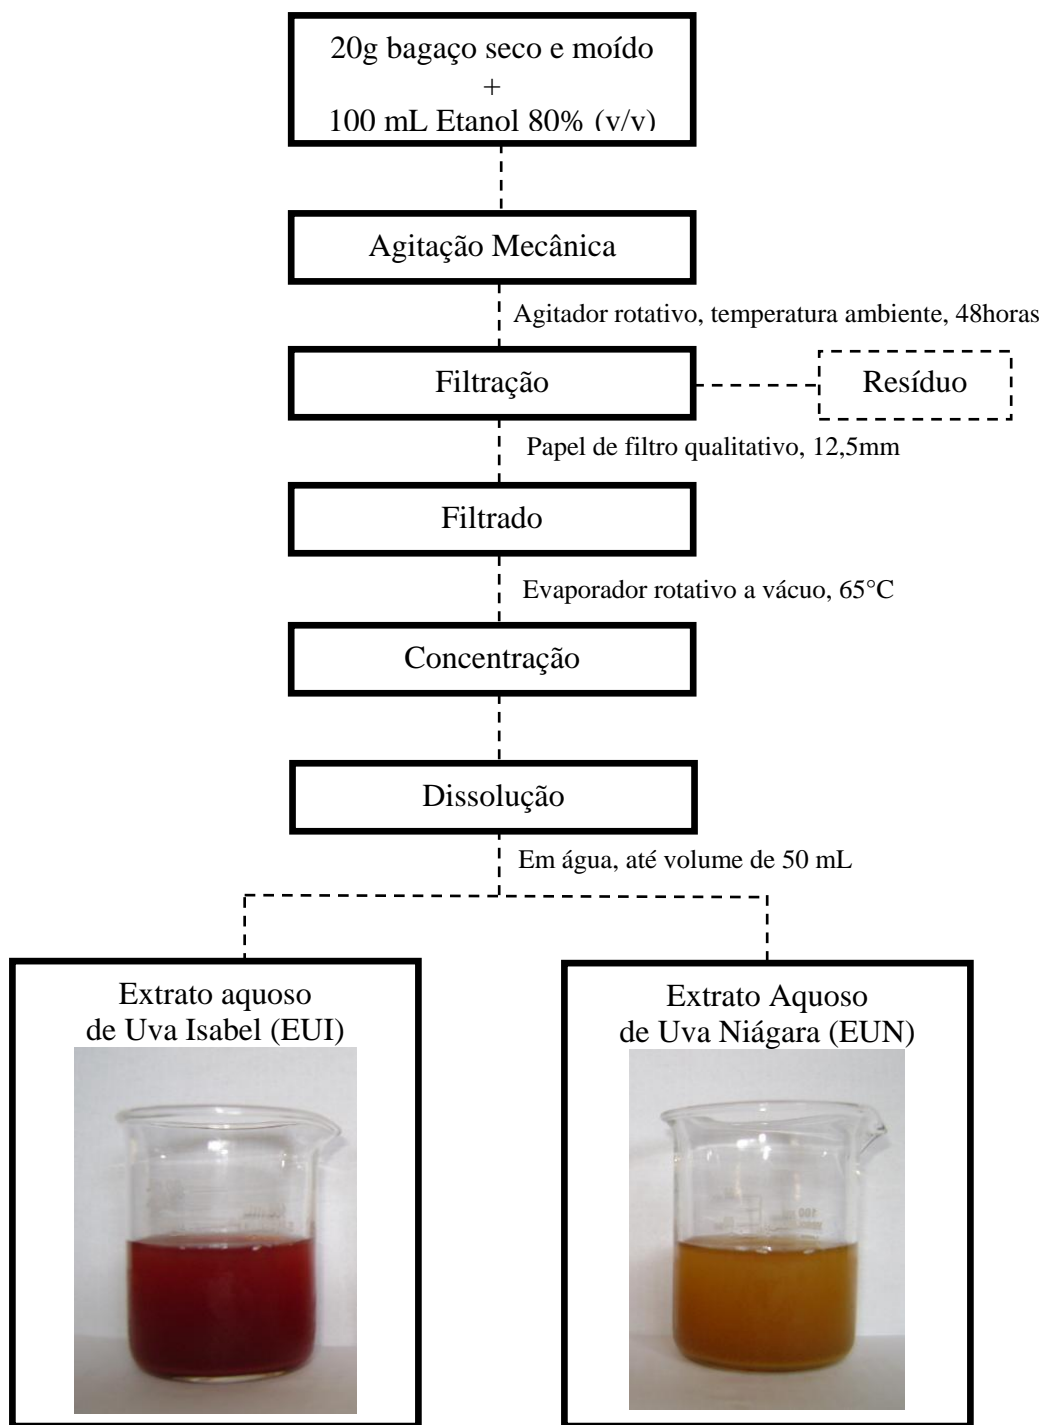 20g bagaço seco e moído
+
100 mL Etanol 80% (v/v)
Agitação Mecânica
Agitador rotativo, temperatura ambiente, 48horas
Filtração
Resíduo
Papel de filtro qualitativo, 12,5mm
Filtrado
Evaporador rotativo a vácuo, 65°C
Concentração
Dissolução
Em água, até volume de 50 mL
Extrato aquoso
de Uva Isabel (EUI)
Extrato Aquoso
de Uva Niágara (EUN)